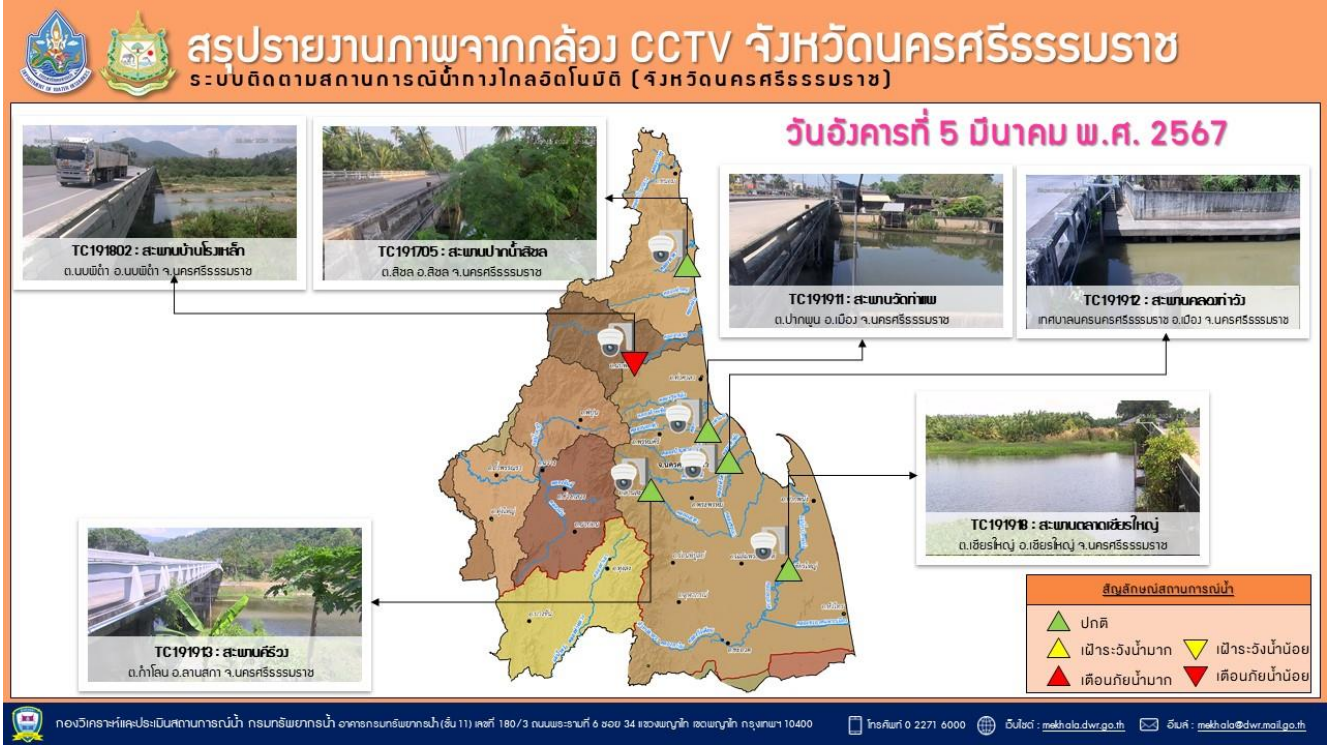 สรุปรายงานภาพจากกล้อง CCTV จังหวัดนครศรีธรรมราช
ระบบติดตามสถานการณ์น้ำทางไกลอัตโนมัติ (จังหวัดนครศรีธรรมราช)
วันอังคารที่ 5 มีนาคม พ.ศ. 2567
TC191802 : สะพานบ้านโรงเหล็ก
ต.นบพิตำ อ.นบพิตำ จ.นครศรีธรรมราช
TC191705 : สะพานปากน้ำสิชล
ต.สิชล อ.สิชล จ.นครศรีธรรมราช
TC191911 : สะพานวัดท่าแพ
ต.ปากพูน อ.เมือง จ.นครศรีธรรมราช
TC191912 : สะพานคลองท่าวัง
เทศบาลนครนครศรีธรรมราช อ.เมือง จ.นครศรีธรรมราช
TC191918 : สะพานตลาดเชียรใหญ่
ต.เชียรใหญ่ อ.เชียรใหญ่ จ.นครศรีธรรมราช
TC191913 : สะพานคีรีวง
ต.กำโลน อ.ลานสกา จ.นครศรีธรรมราช
สัญลักษณ์สถานการณ์น้ำ
ปกติ
เฝ้าระวังน้ำมาก เฝ้าระวังน้ำน้อย
เตือนภัยน้ำมาก เตือนภัยน้ำน้อย
กองวิเคราะห์และประเมินสถานการณ์น้ำ กรมทรัพยากรน้ำ อาคารกรมทรัพยากรน้ำ (ชั้น 11) เลขที่ 180/3 ถนนพระรามที่ 6 ซอย 34 แขวงพญาไท เขตพญาไท กรุงเทพฯ 10400 โทรศัพท์ 0 2271 6000 เว็บไซต์ : mekhala.dwr.go.th อีเมล์ : mekhala@dwr.mail.go.th